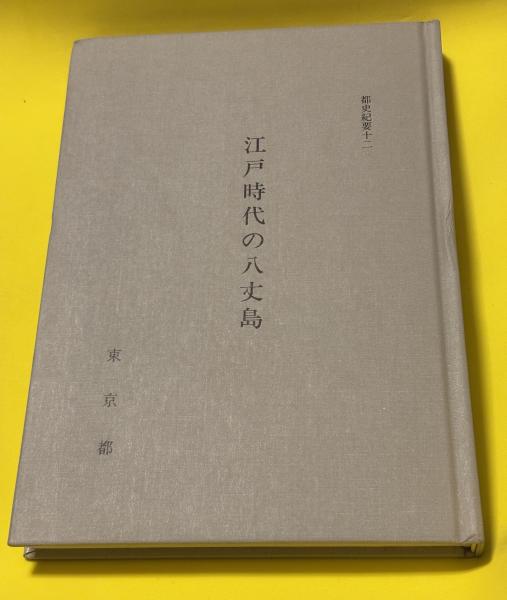 都史紀要十二
江戸時代の八丈島
東京都